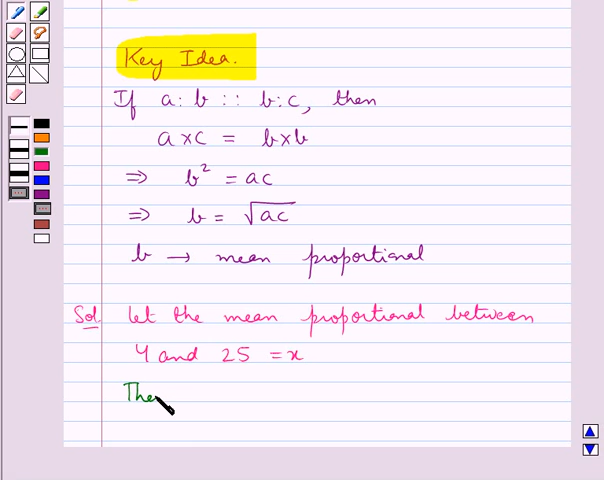 Key Idea.
If a : b :: b : c, then
a × c = b × b
⇒ b² = ac
⇒ b = √ac
b → mean proportional
Sol let the mean proportional between
4 and 25 = x
The